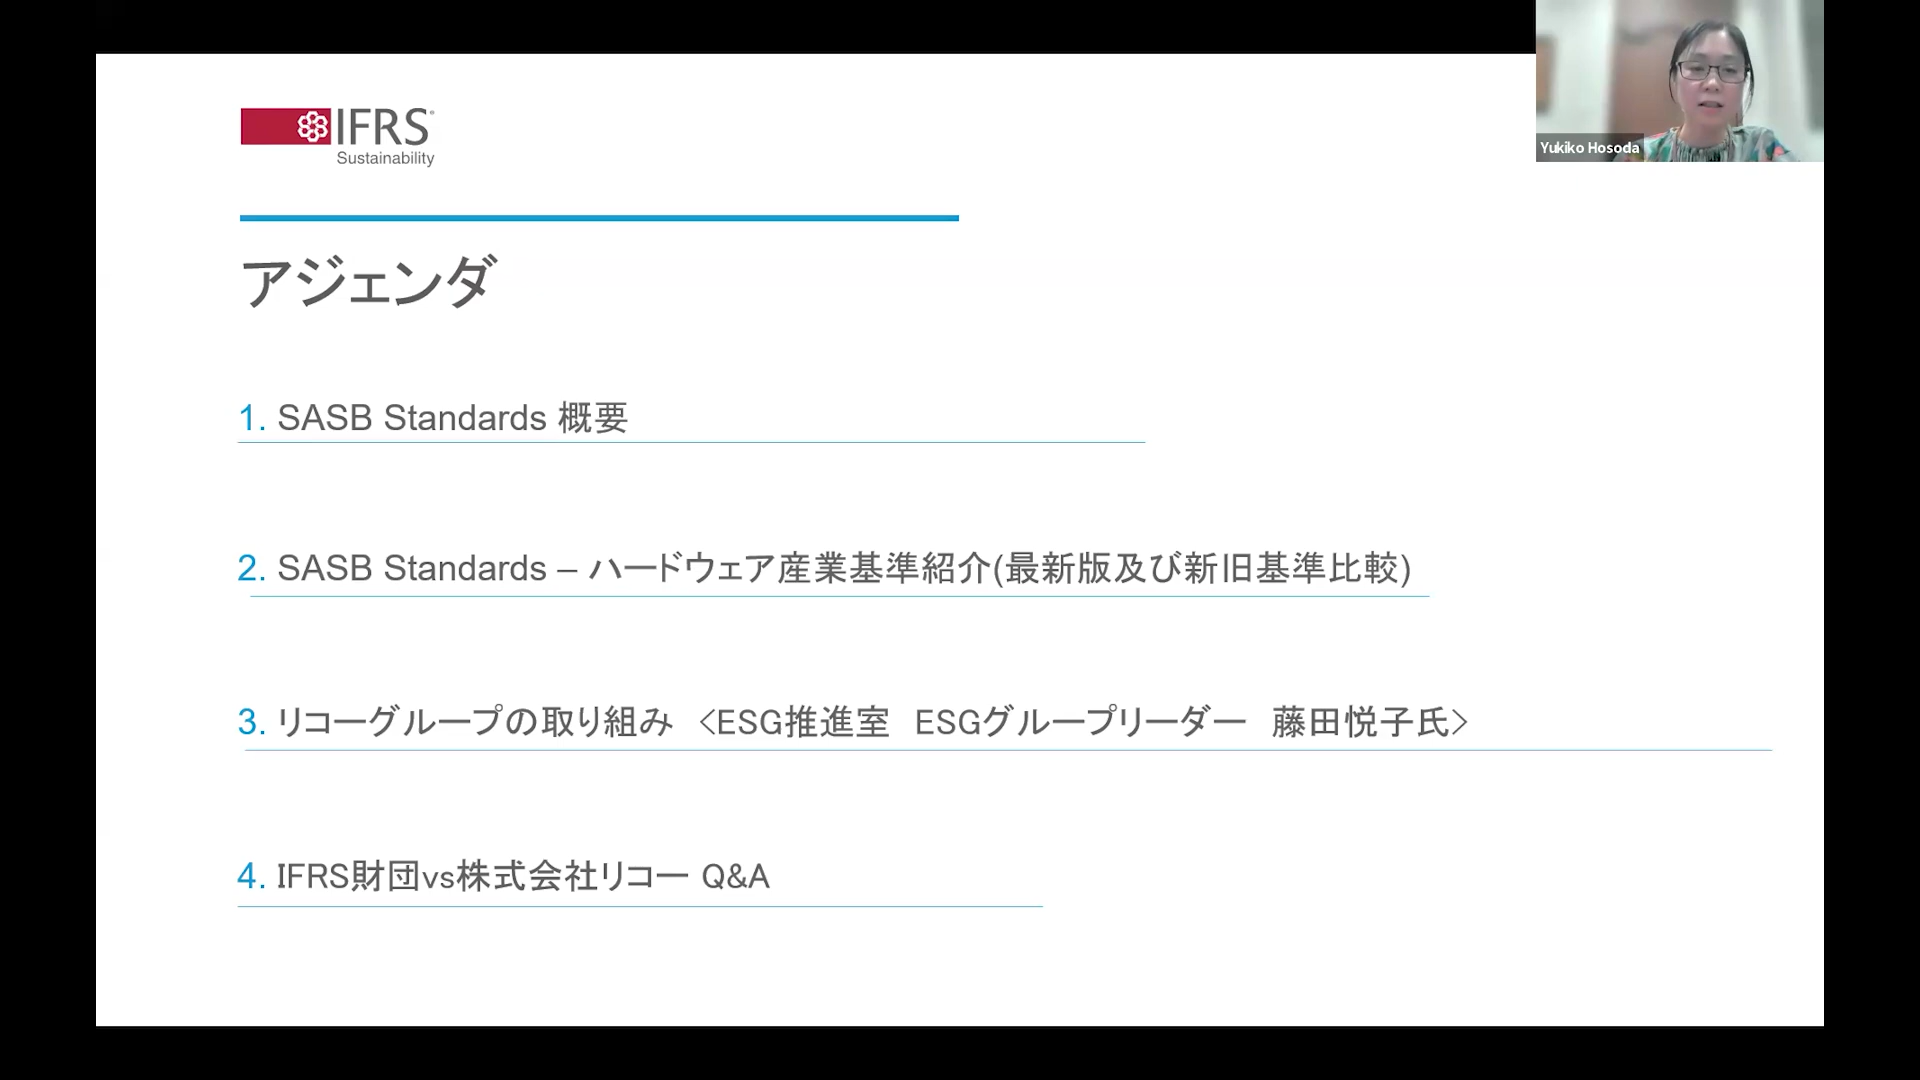 IFRS
Sustainability
Yukiko Hosoda
アジェンダ
1. SASB Standards 概要
2. SASB Standards – ハードウェア産業基準紹介(最新版及び新旧基準比較)
3. リコーグループの取り組み　<ESG推進室　ESGグループリーダー　藤田悦子氏>
4. IFRS財団vs株式会社リコー Q&A